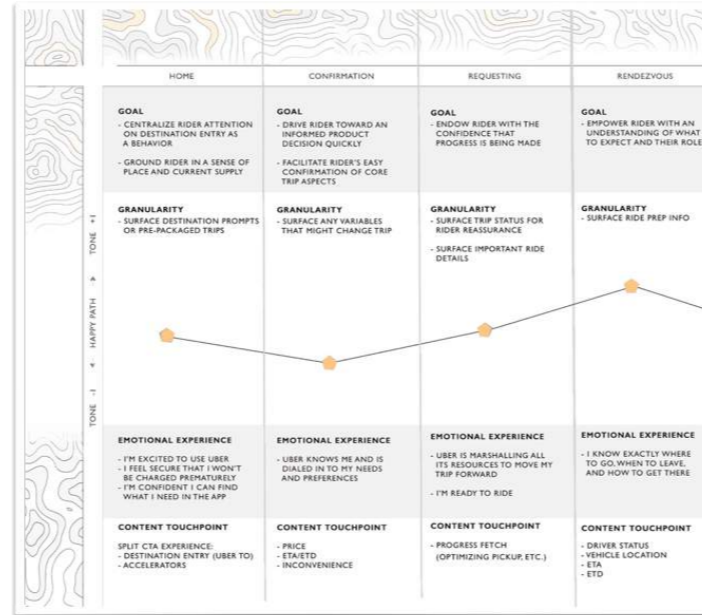 HOME
CONFIRMATION
REQUESTING
RENDEZVOUS
GOAL
- CENTRALIZE RIDER ATTENTION
ON DESTINATION ENTRY AS
A BEHAVIOR
- GROUND RIDER IN A SENSE OF
PLACE AND CURRENT SUPPLY
GOAL
- DRIVE RIDER TOWARD AN
INFORMED PRODUCT
DECISION QUICKLY
- FACILITATE RIDER'S EASY
CONFIRMATION OF CORE
TRIP ASPECTS
GOAL
- ENDOW RIDER WITH THE
CONFIDENCE THAT
PROGRESS IS BEING MADE
GOAL
- EMPOWER RIDER WITH AN
UNDERSTANDING OF WHAT
TO EXPECT AND THEIR ROLE
TONE +1
HAPPY PATH
TONE -1
GRANULARITY
- SURFACE DESTINATION PROMPTS
OR PRE-PACKAGED TRIPS
GRANULARITY
- SURFACE ANY VARIABLES
THAT MIGHT CHANGE TRIP
GRANULARITY
- SURFACE TRIP STATUS FOR
RIDER REASSURANCE
- SURFACE IMPORTANT RIDE
DETAILS
GRANULARITY
- SURFACE RIDE PREP INFO
EMOTIONAL EXPERIENCE
- I'M EXCITED TO USE UBER
- I FEEL SECURE THAT I WON'T
BE CHARGED PREMATURELY
- I'M CONFIDENT I CAN FIND
WHAT I NEED IN THE APP
EMOTIONAL EXPERIENCE
- UBER KNOWS ME AND IS
DIALED IN TO MY NEEDS
AND PREFERENCES
EMOTIONAL EXPERIENCE
- UBER IS MARSHALLING ALL
ITS RESOURCES TO MOVE MY
TRIP FORWARD
- I'M READY TO RIDE
EMOTIONAL EXPERIENCE
- I KNOW EXACTLY WHERE
TO GO, WHEN TO LEAVE,
AND HOW TO GET THERE
CONTENT TOUCHPOINT
SPLIT CTA EXPERIENCE:
- DESTINATION ENTRY (UBER TO)
- ACCELERATORS
CONTENT TOUCHPOINT
- PRICE
- ETA/ETD
- INCONVENIENCE
CONTENT TOUCHPOINT
- PROGRESS FETCH
(OPTIMIZING PICKUP, ETC.)
CONTENT TOUCHPOINT
- DRIVER STATUS
- VEHICLE LOCATION
- ETA
- ETD